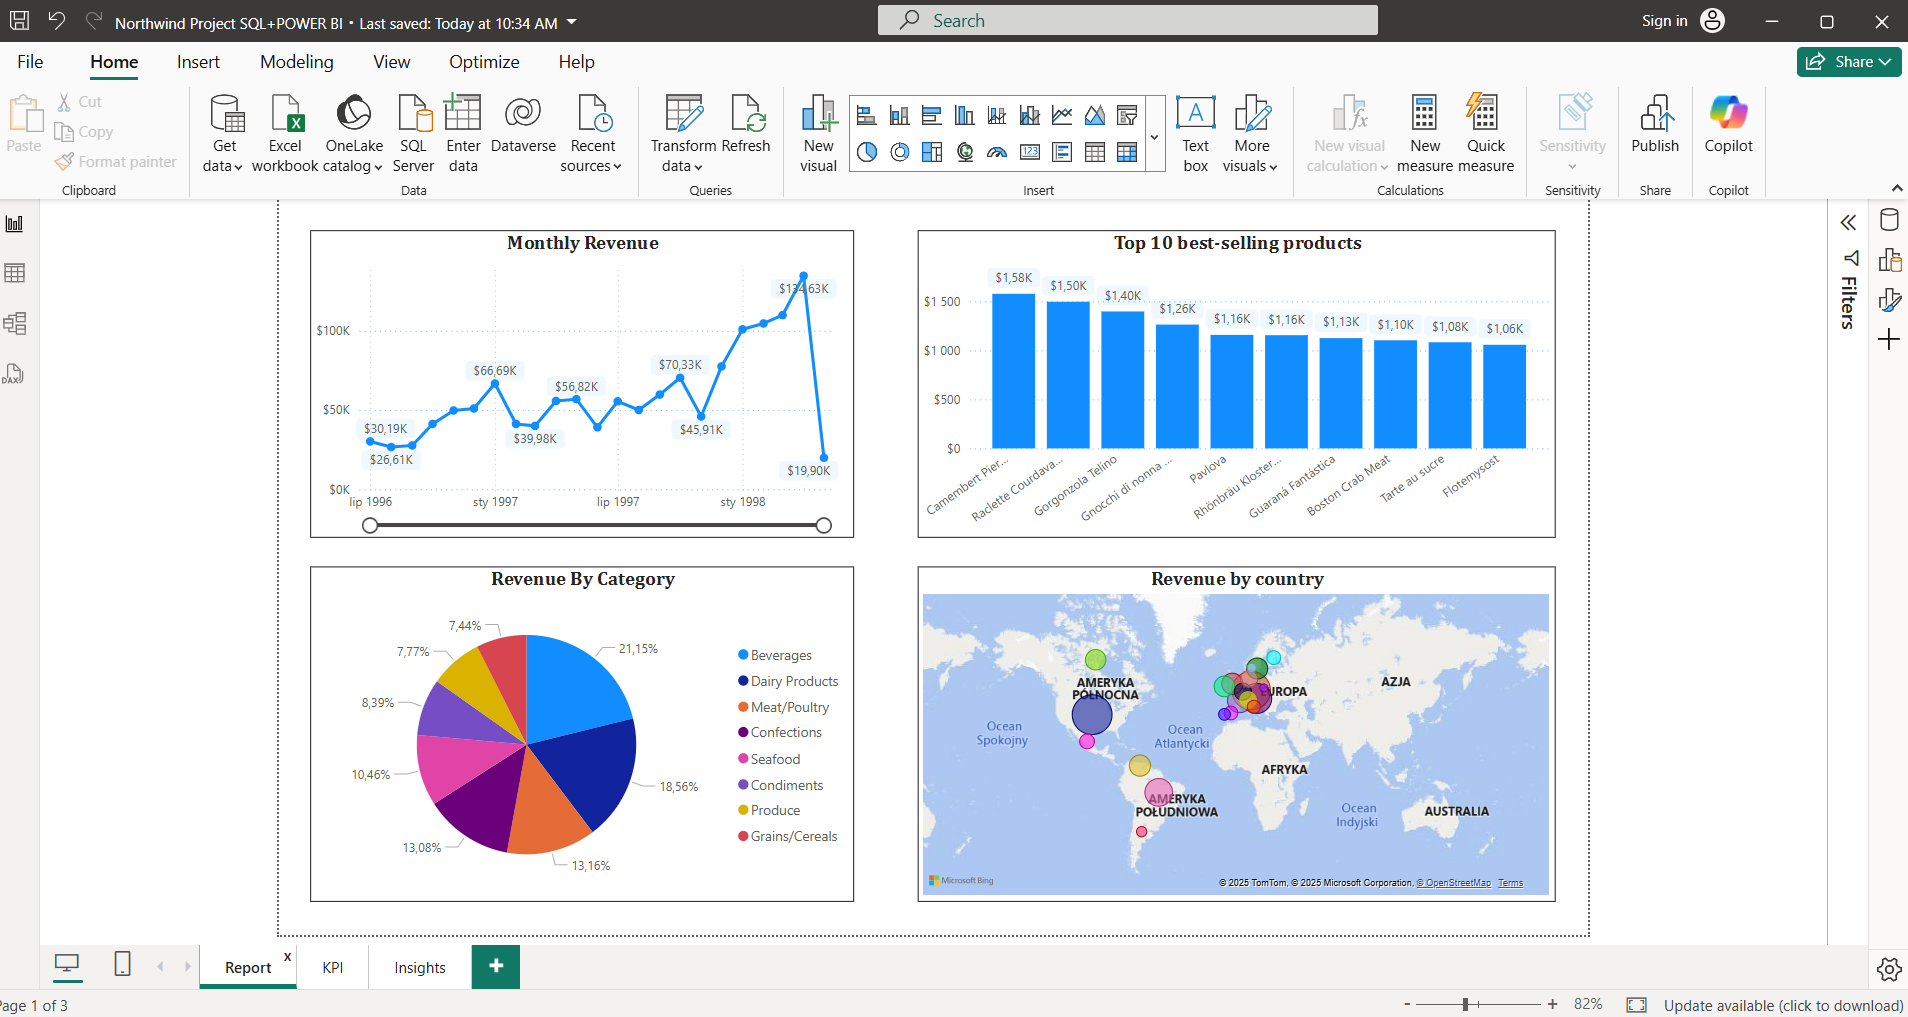 Northwind Project SQL+POWER BI • Last saved: Today at 10:34 AM
Search
Sign in
File
Home
Insert
Modeling
View
Optimize
Help
Share
Paste
Cut
Copy
Format painter
Clipboard
Get data
Excel workbook
OneLake catalog
SQL Server
Enter data
Dataverse
Recent sources
Data
Transform data
Refresh
Queries
New visual
Text box
More visuals
Insert
New visual calculation
New measure
Quick measure
Calculations
Sensitivity
Sensitivity
Publish
Share
Copilot
Copilot
DAX
Filters
Monthly Revenue
$100K
$50K
$0K
$30,19K
$26,61K
$66,69K
$39,98K
$56,82K
$70,33K
$45,91K
$134,63K
$19,90K
lip 1996
sty 1997
lip 1997
sty 1998
Top 10 best-selling products
$1 500
$1 000
$500
$0
$1,58K
$1,50K
$1,40K
$1,26K
$1,16K
$1,16K
$1,13K
$1,10K
$1,08K
$1,06K
Camembert Pier...
Raclette Courdava...
Gorgonzola Telino
Gnocchi di nonna ...
Pavlova
Rhönbräu Kloster...
Guaraná Fantástica
Boston Crab Meat
Tarte au sucre
Flotemysost
Revenue By Category
7,44%
7,77%
8,39%
10,46%
13,08%
13,16%
18,56%
21,15%
Beverages
Dairy Products
Meat/Poultry
Confections
Seafood
Condiments
Produce
Grains/Cereals
Revenue by country
AMERYKA
PÓŁNOCNA
EUROPA
AZJA
Ocean
Spokojny
Ocean
Atlantycki
AFRYKA
AMERYKA
POŁUDNIOWA
Ocean
Indyjski
AUSTRALIA
Microsoft Bing
© 2025 TomTom, © 2025 Microsoft Corporation, © OpenStreetMap Terms
Report
x
KPI
Insights
+
Page 1 of 3
- + 82%
Update available (click to download)